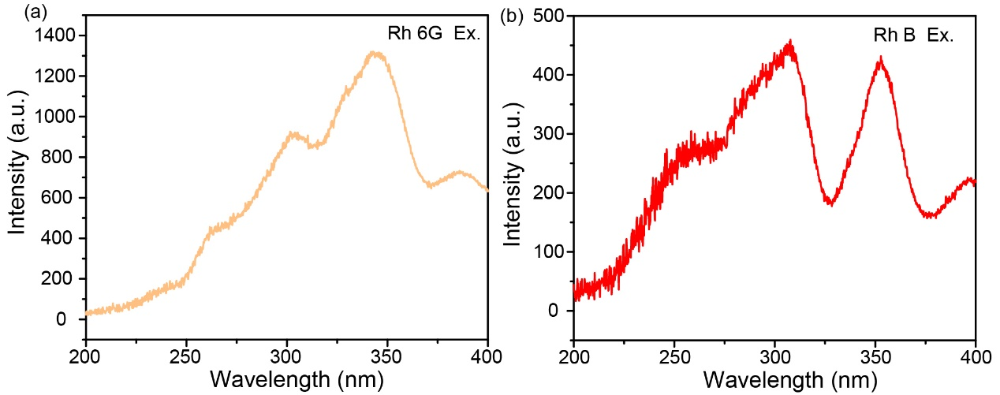 (a)
Rh 6G Ex.
Intensity (a.u.)
1400
1200
1000
800
600
400
200
0
200 250 300 350 400
Wavelength (nm)
(b)
Rh B Ex.
Intensity (a.u.)
500
400
300
200
100
0
200 250 300 350 400
Wavelength (nm)